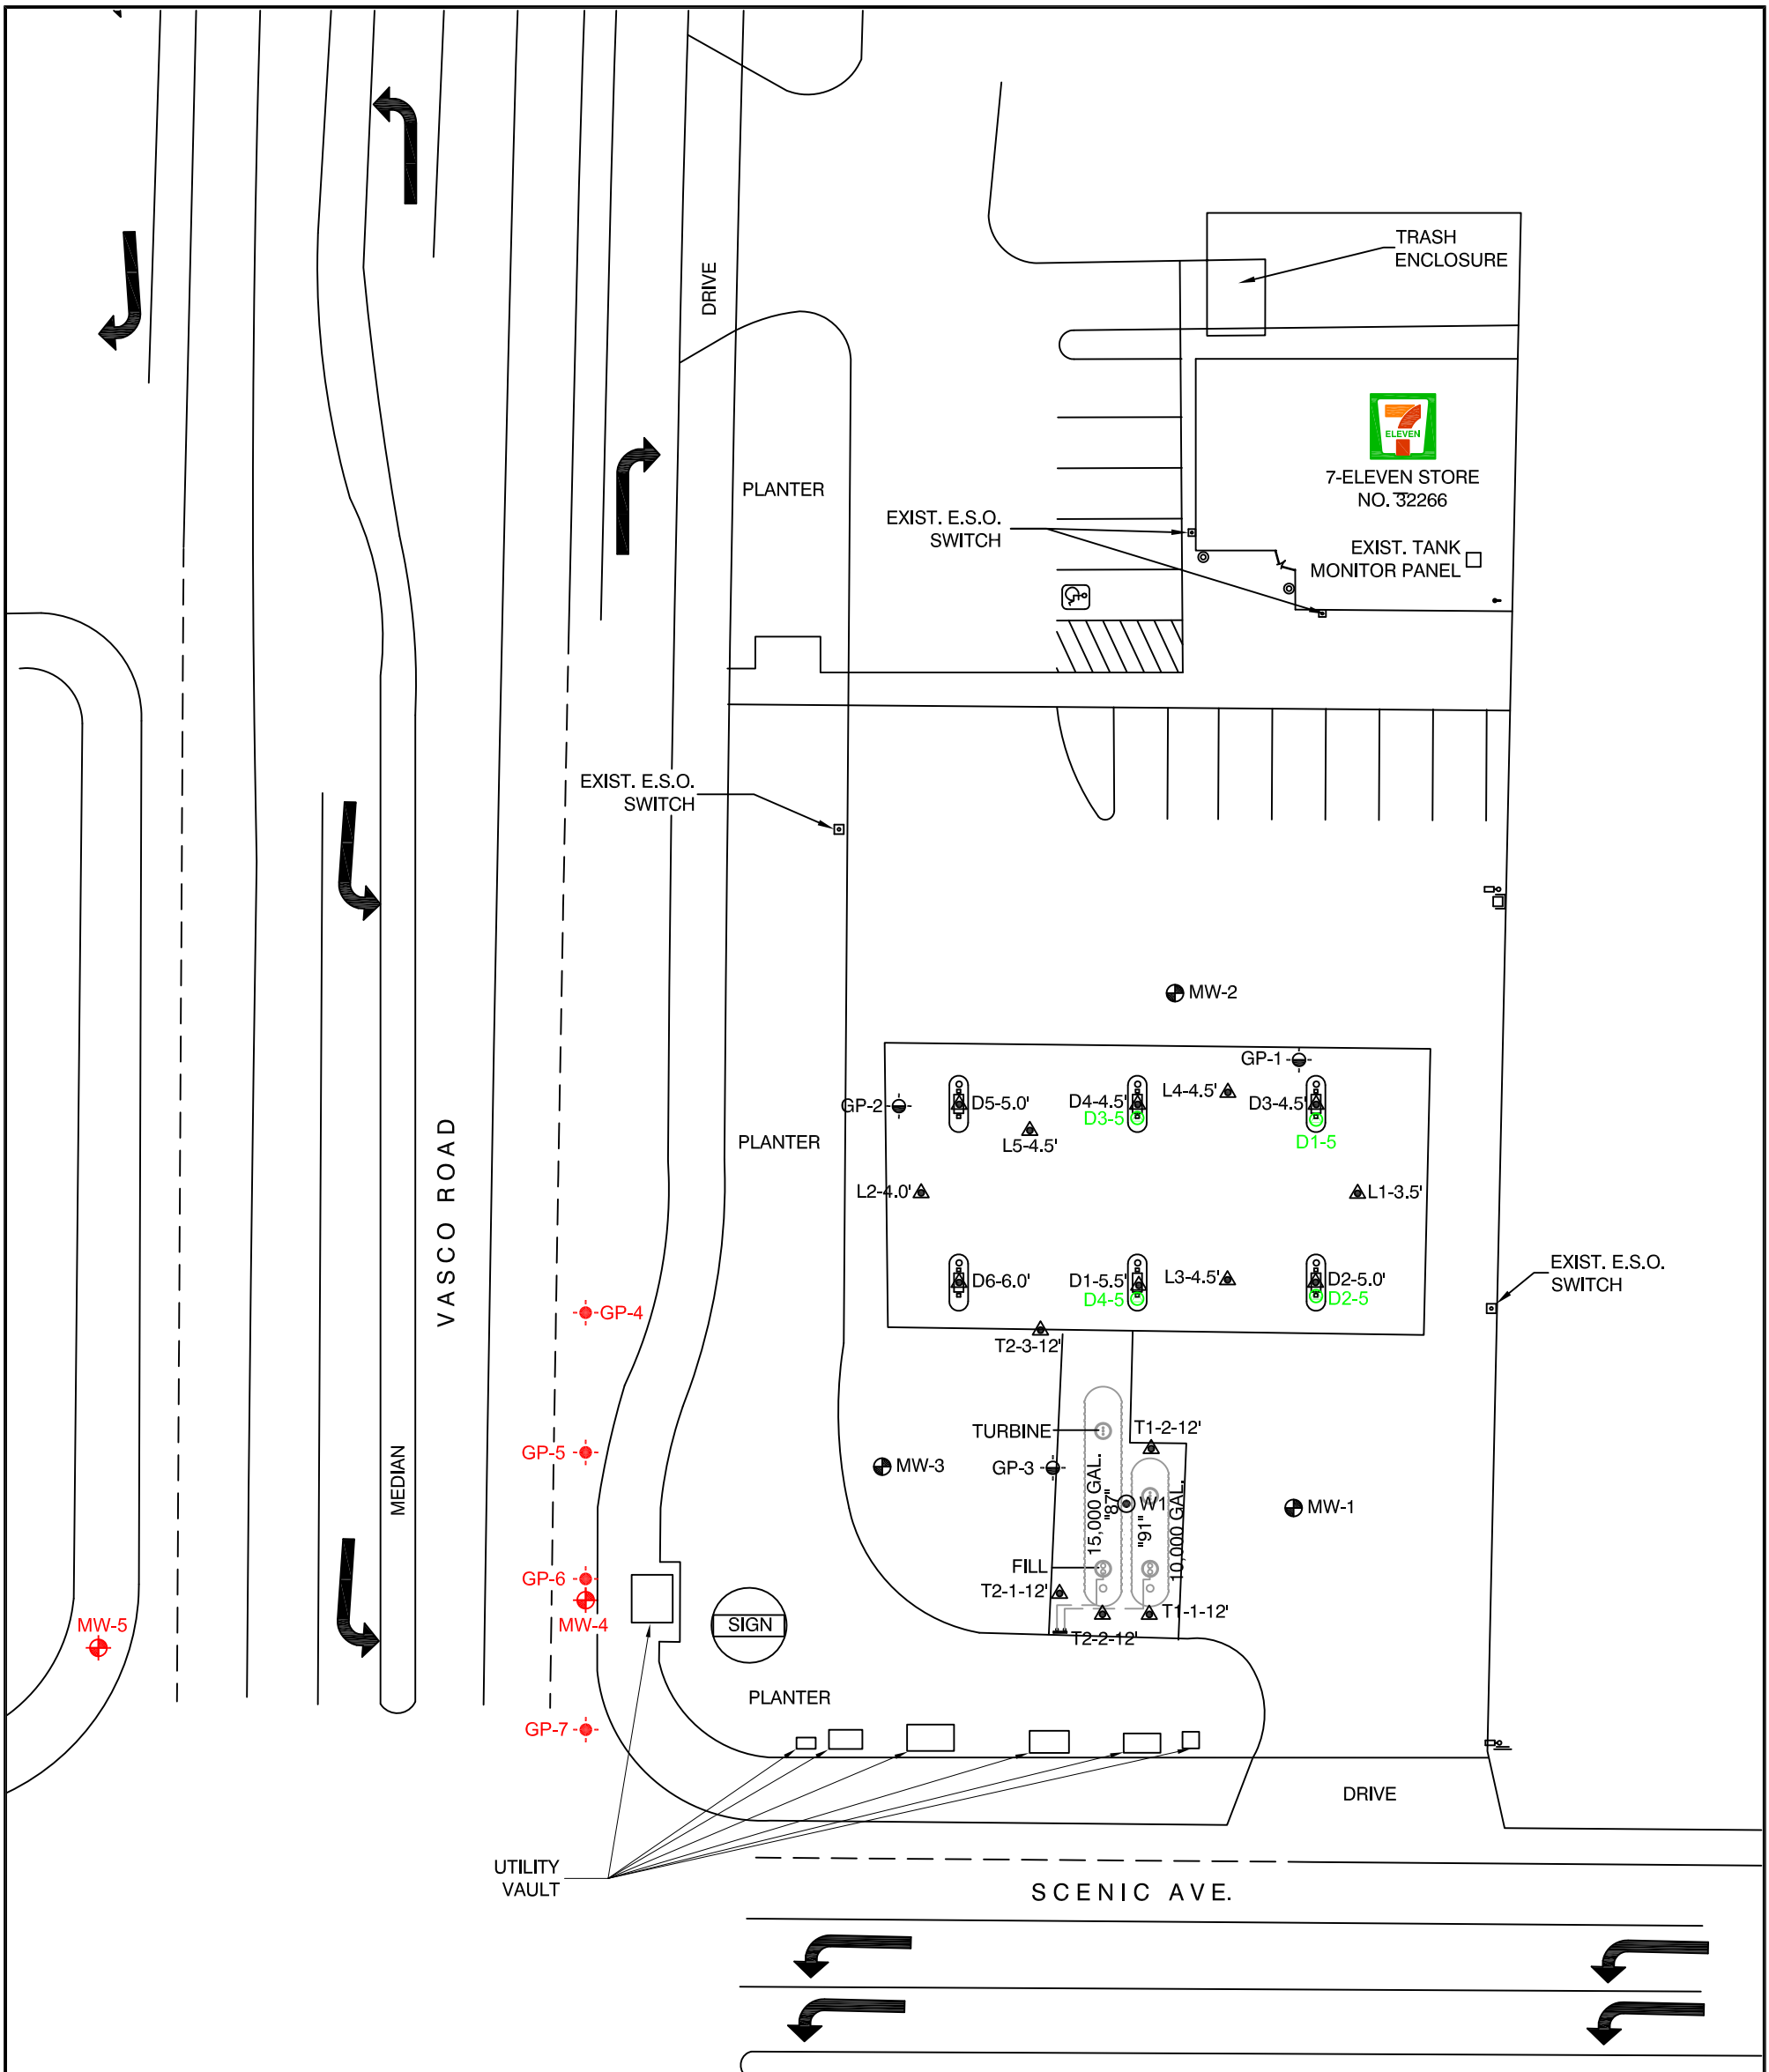 TRASH
ENCLOSURE
DRIVE
ELEVEN
7-ELEVEN STORE
NO. 32266
PLANTER
EXIST. E.S.O.
SWITCH
EXIST. TANK
MONITOR PANEL
EXIST. E.S.O.
SWITCH
MW-2
GP-1
GP-2
D5-5.0'
D4-4.5'
L4-4.5'
D3-4.5'
D3-5
D1-5
L5-4.5'
PLANTER
VASCO ROAD
L2-4.0'
L1-3.5'
EXIST. E.S.O.
SWITCH
D6-6.0'
D1-5.5'
L3-4.5'
D2-5.0'
D4-5
D2-5
GP-4
T2-3-12'
TURBINE
T1-2-12'
GP-5
MW-3
GP-3
MEDIAN
15,000 GAL.
"87"
W1
"91"
10,000 GAL.
MW-1
FILL
GP-6
T2-1-12'
MW-5
MW-4
SIGN
T1-1-12'
T2-2-12'
PLANTER
GP-7
DRIVE
UTILITY
VAULT
SCENIC AVE.